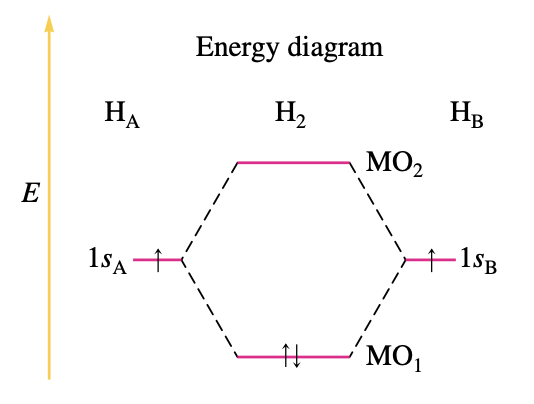 Energy diagram
H_A H_2 H_B
MO_2
E
1s_A ↑ ↑ 1s_B
↑↓ MO_1